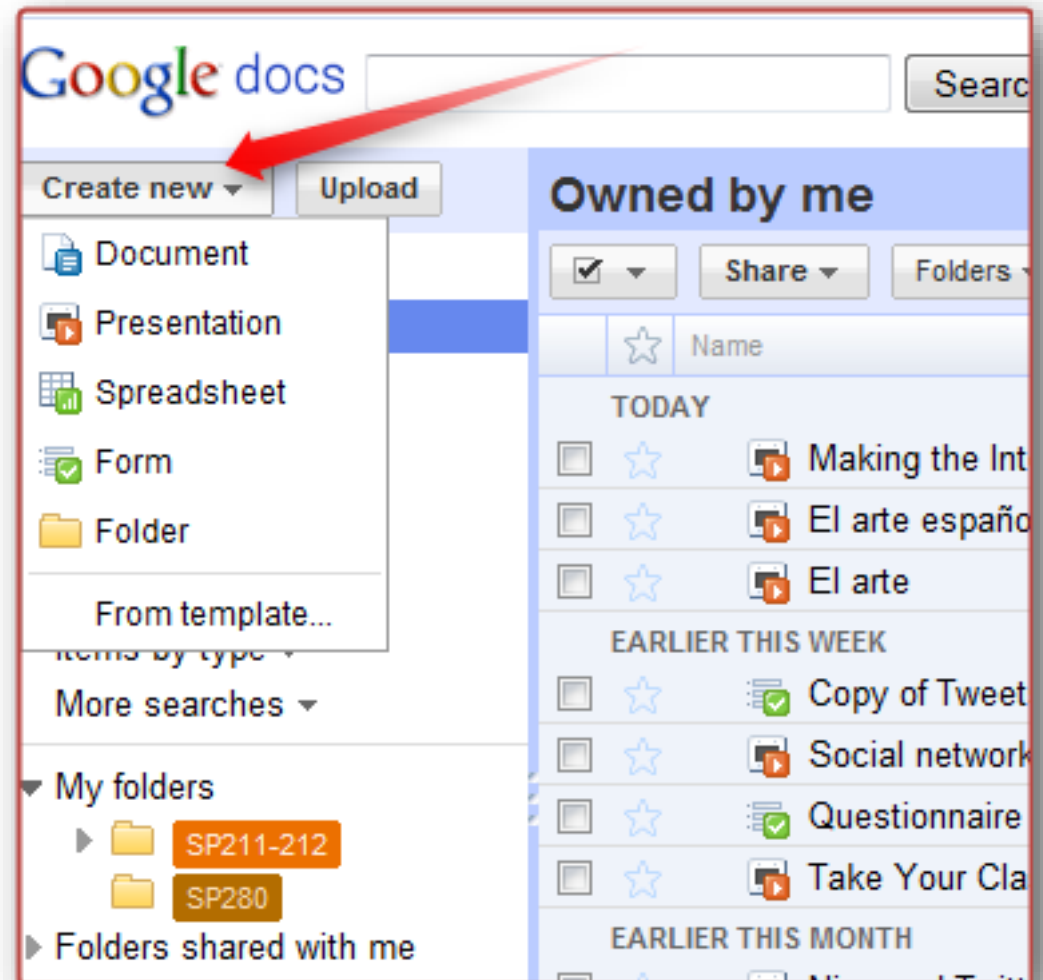 Google docs
Searc
Create new
Upload
Document
Presentation
Spreadsheet
Form
Folder
From template...
Items by type
More searches
My folders
SP211-212
SP280
Folders shared with me
Owned by me
Share
Folders
Name
TODAY
Making the Int
El arte españo
El arte
EARLIER THIS WEEK
Copy of Tweet
Social network
Questionnaire
Take Your Cla
EARLIER THIS MONTH